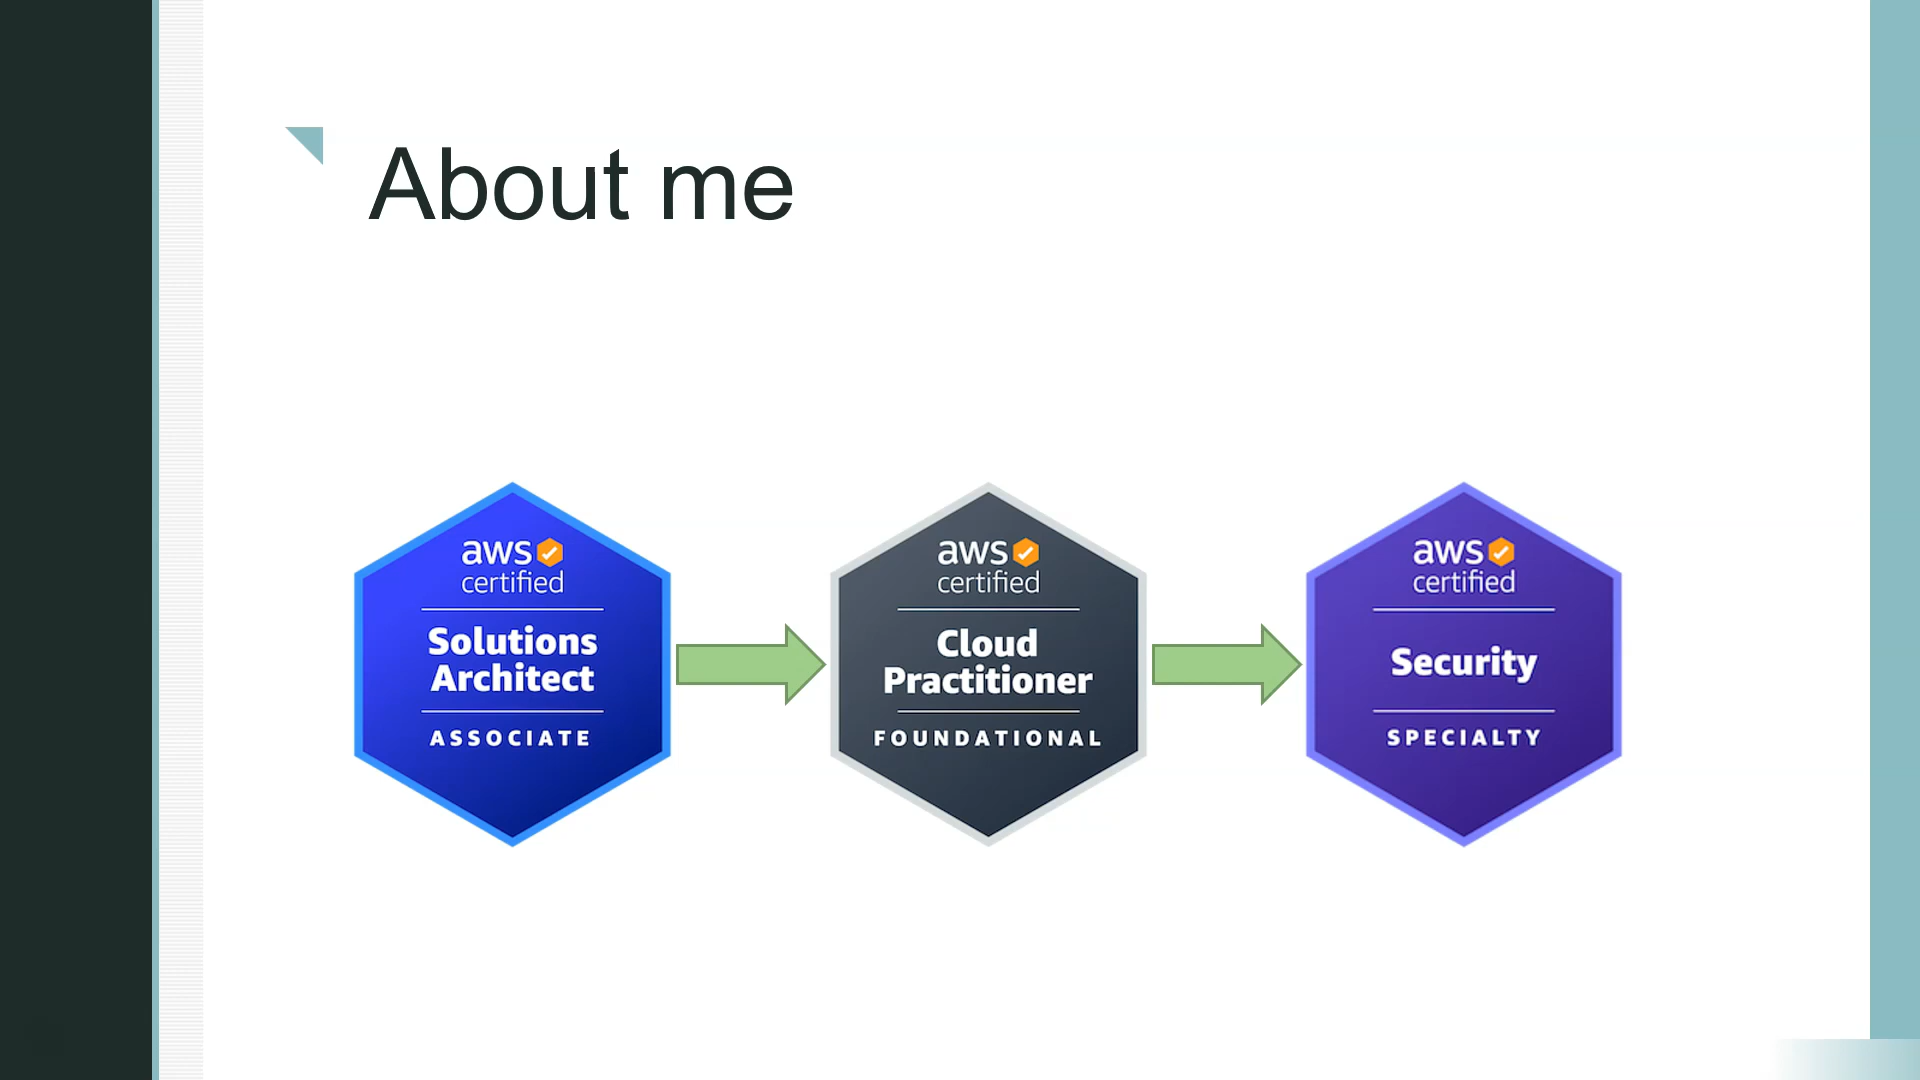 About me
aws
certified
Solutions
Architect
ASSOCIATE
aws
certified
Cloud
Practitioner
FOUNDATIONAL
aws
certified
Security
SPECIALTY